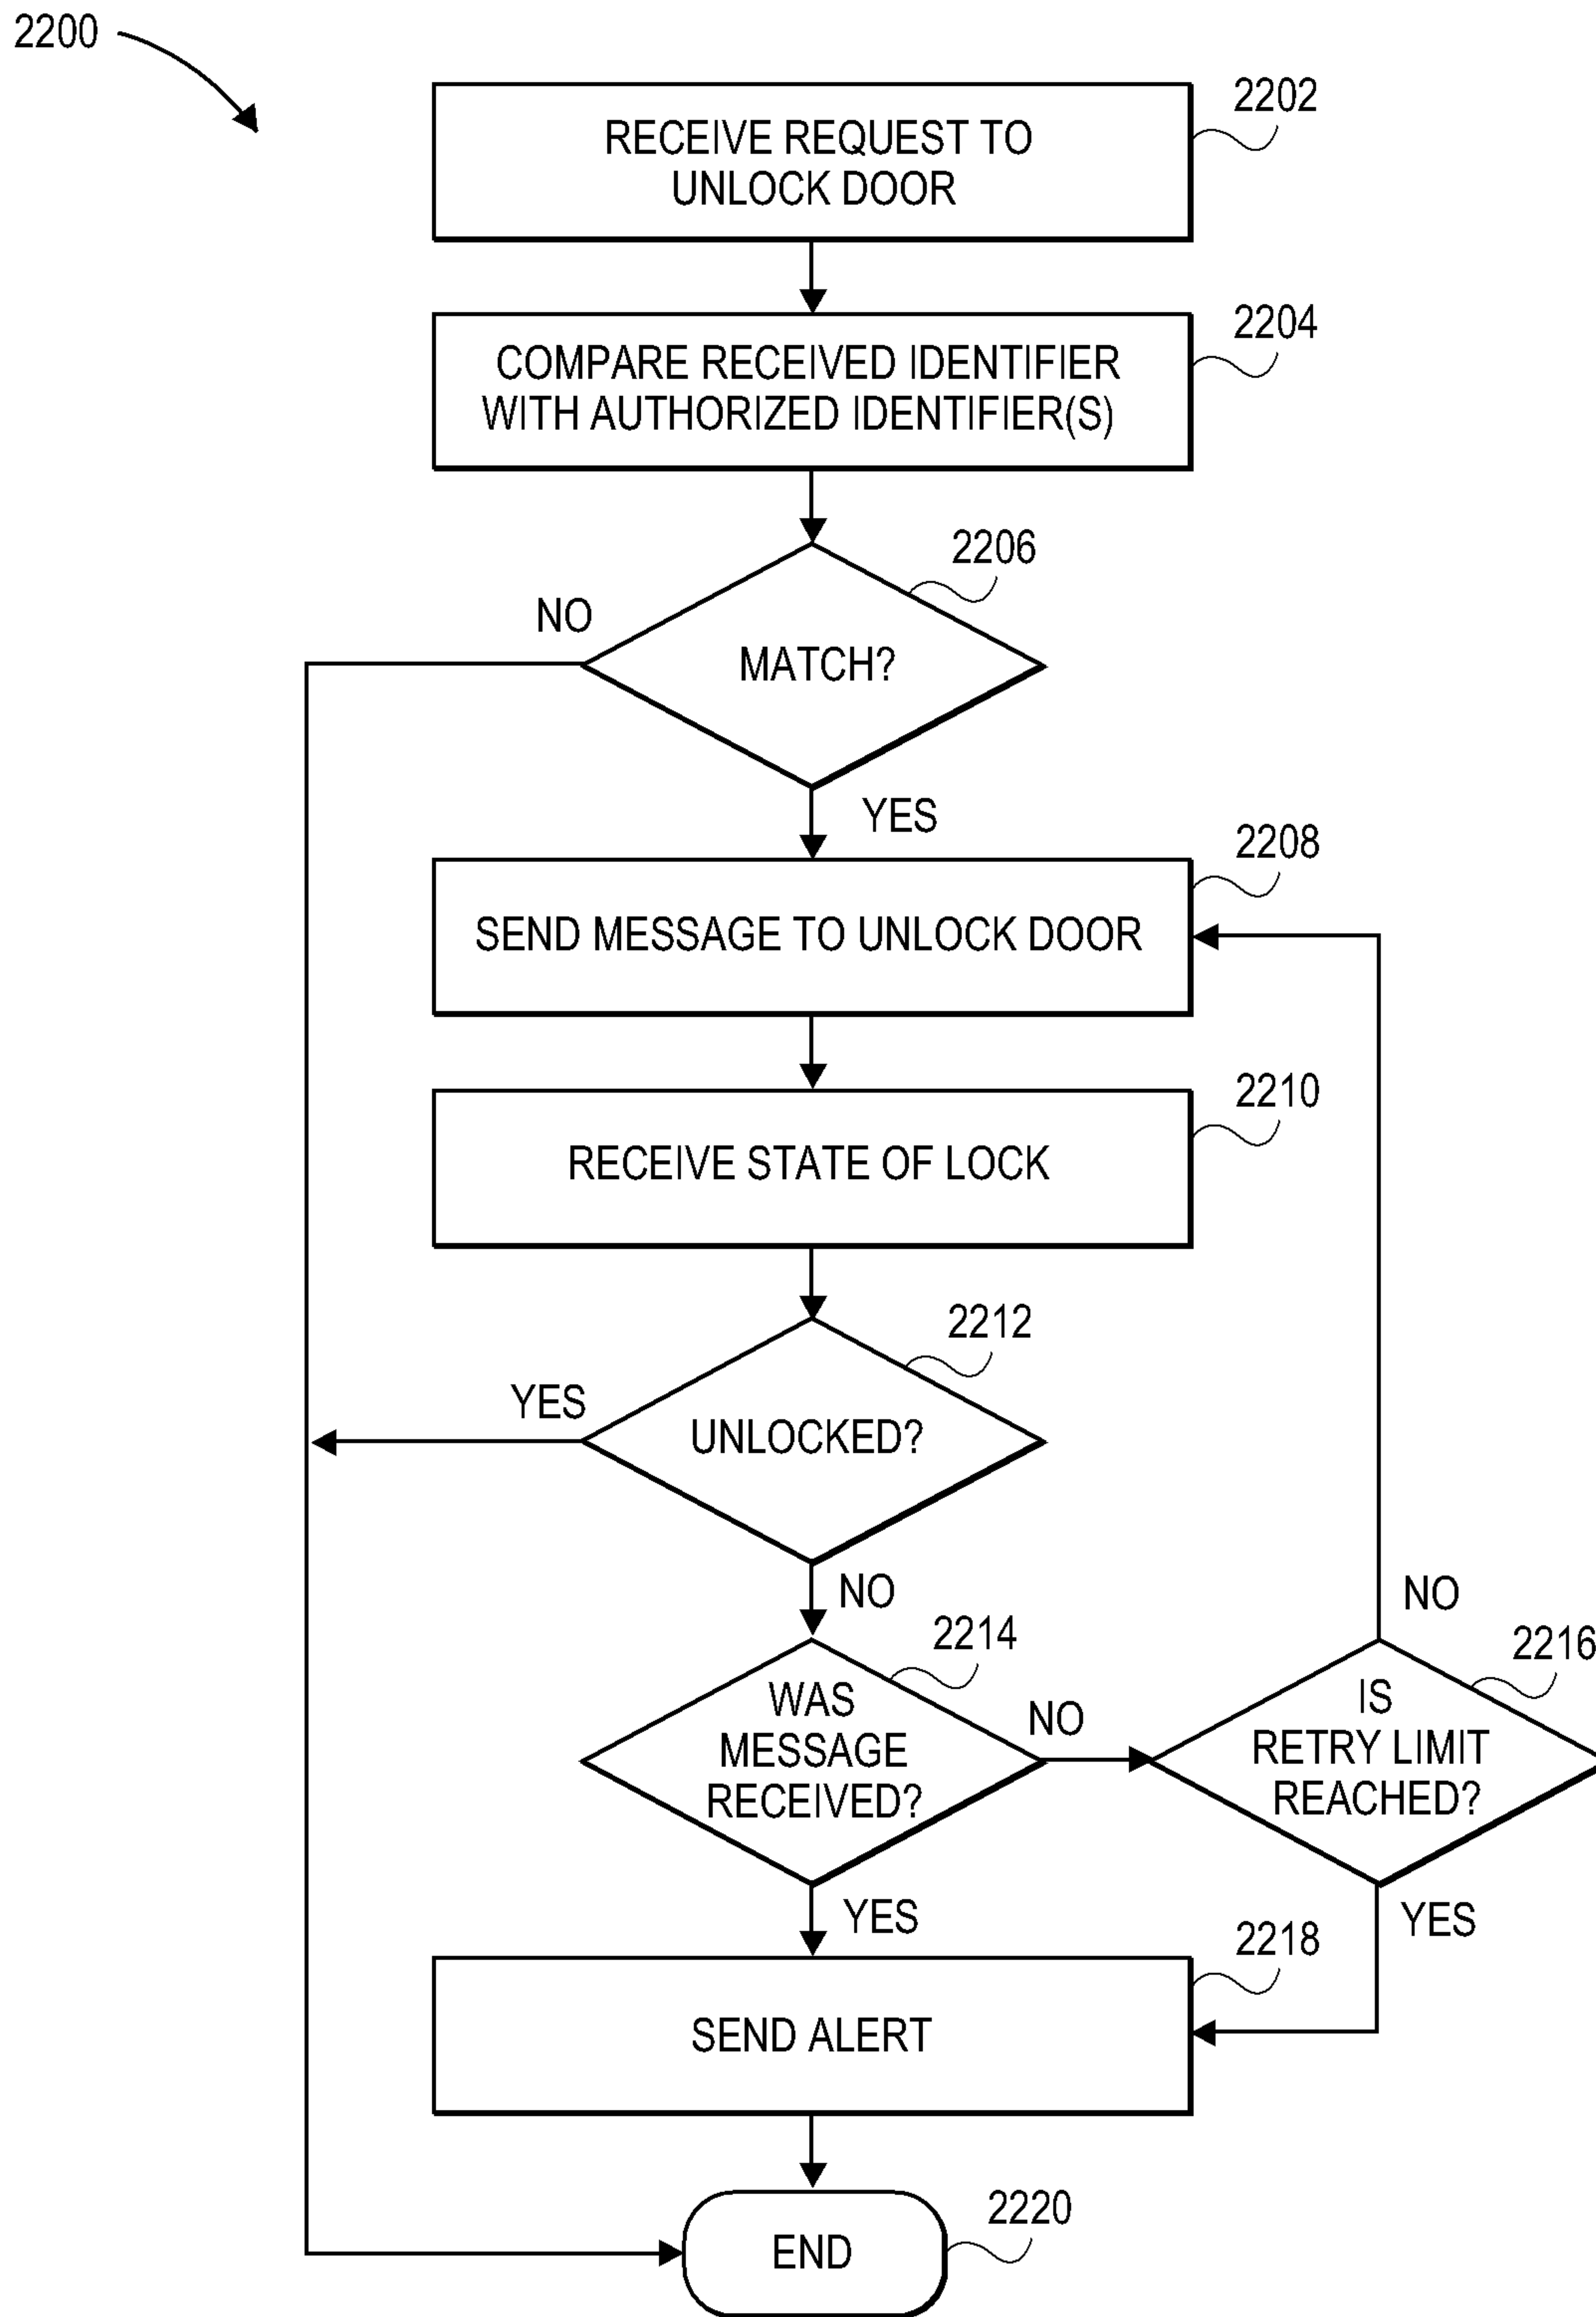 2200
2202
RECEIVE REQUEST TO
UNLOCK DOOR
2204
COMPARE RECEIVED IDENTIFIER
WITH AUTHORIZED IDENTIFIER(S)
2206
NO
MATCH?
YES
2208
SEND MESSAGE TO UNLOCK DOOR
2210
RECEIVE STATE OF LOCK
2212
YES
UNLOCKED?
NO
NO
2214
2216
WAS
MESSAGE
RECEIVED?
NO
IS
RETRY LIMIT
REACHED?
YES
YES
2218
SEND ALERT
2220
END